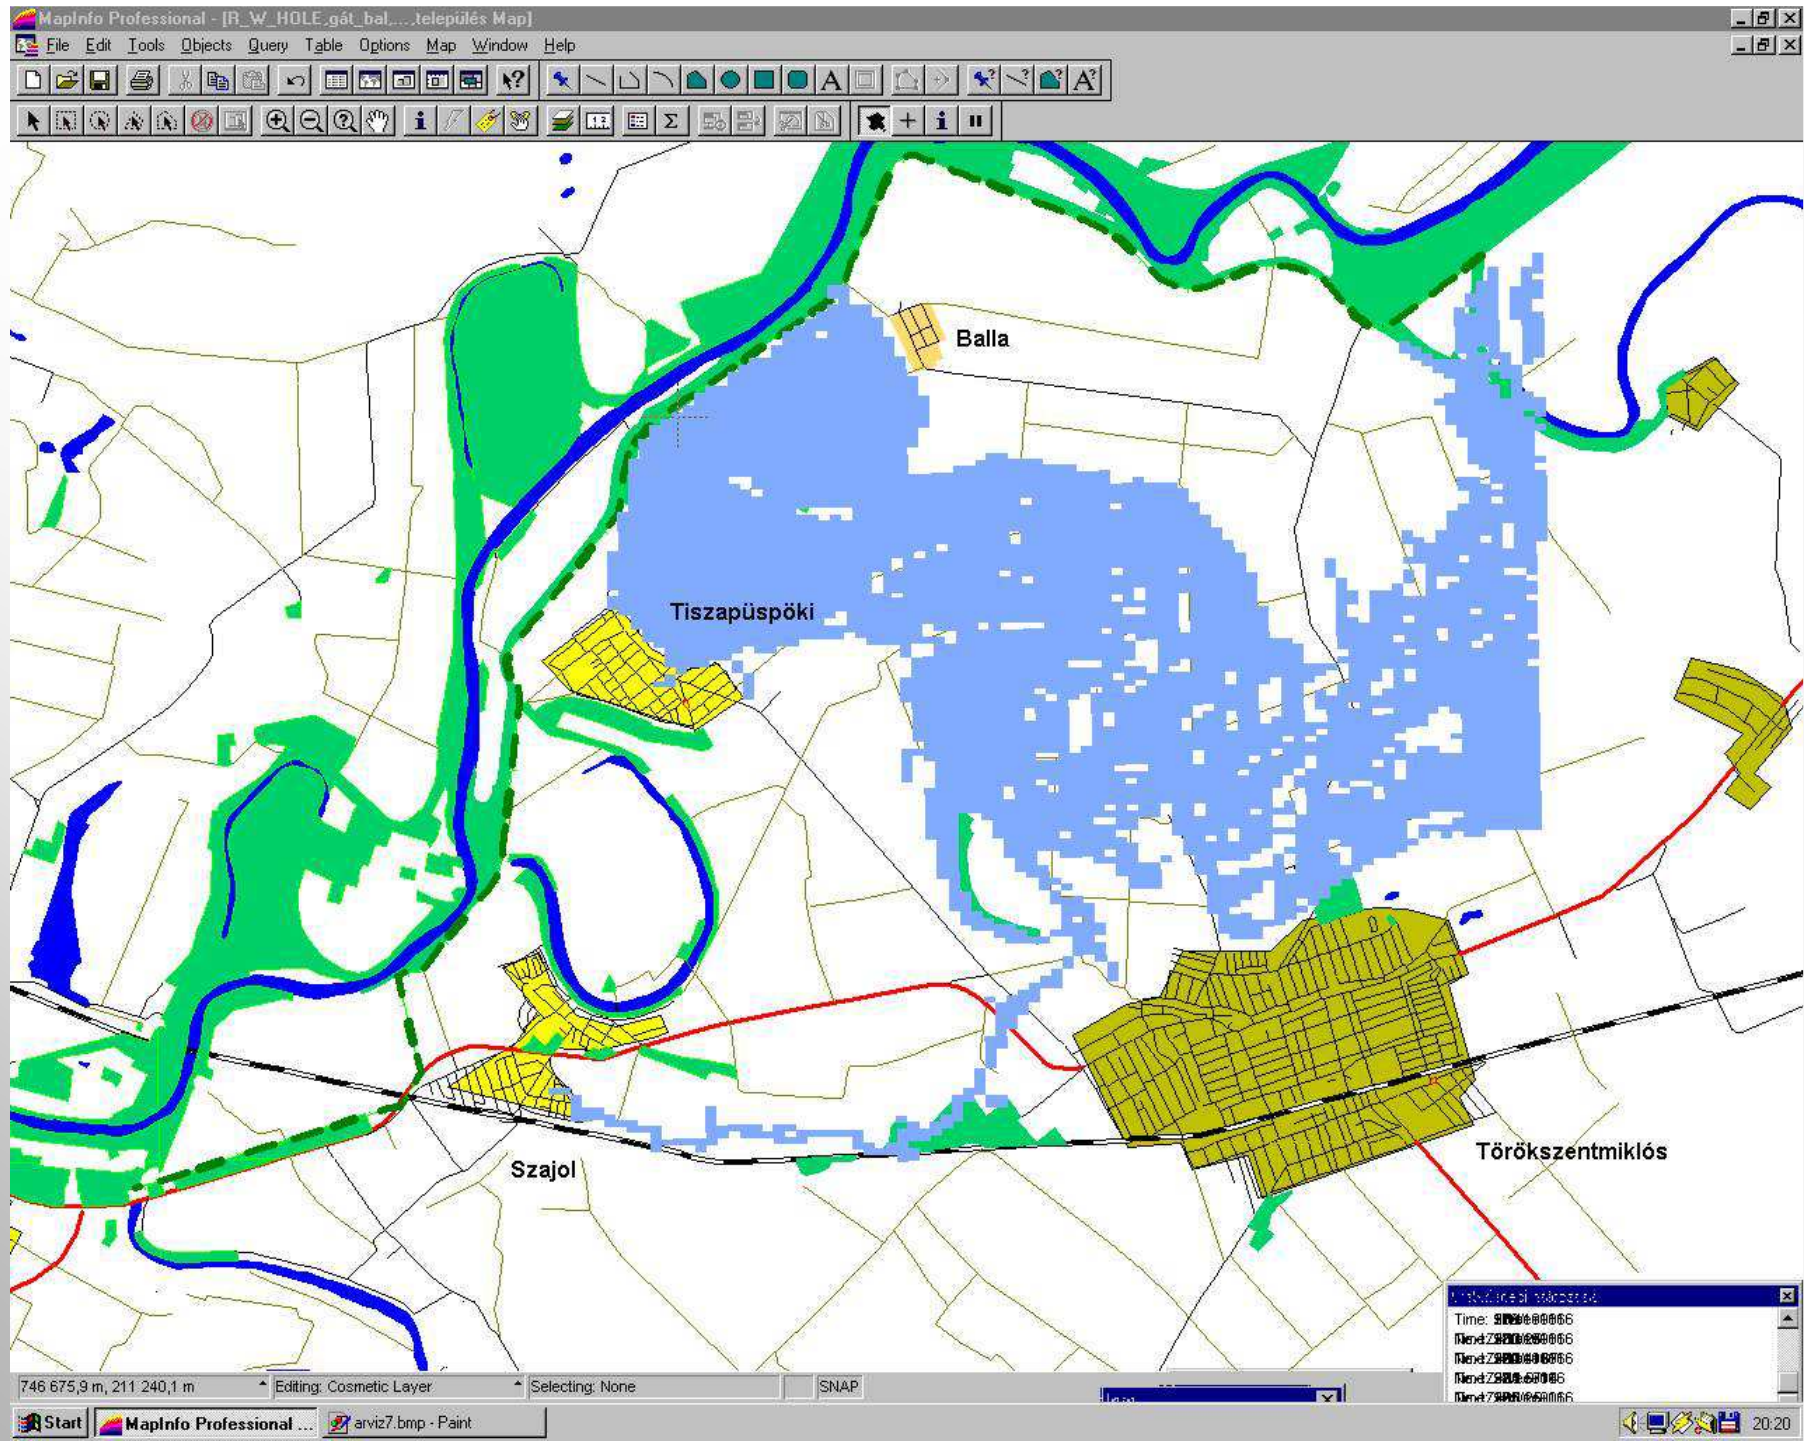 MapInfo Professional - [R_W_HOLE,gát_bal,...,település Map]
File Edit Tools Objects Query Table Options Map Window Help
Balla
Tiszapüspöki
Szajol
Törökszentmiklós
Time:
746 675,9 m, 211 240,1 m
Editing: Cosmetic Layer
Selecting: None
SNAP
Start
MapInfo Professional ...
arviz7.bmp - Paint
20:20